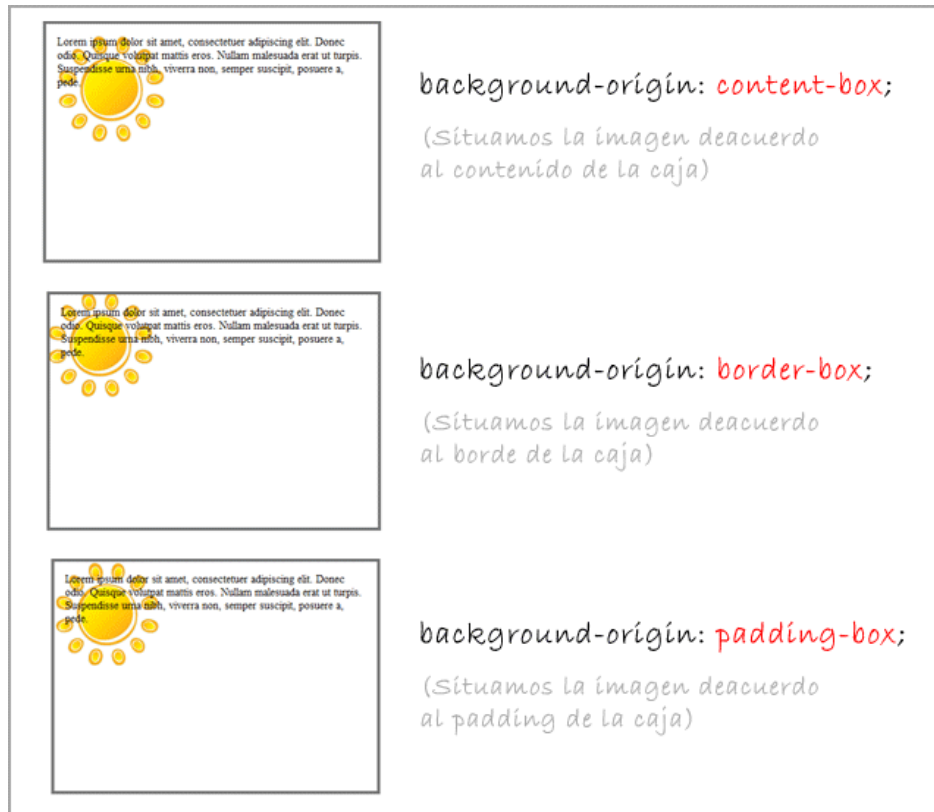 Lorem ipsum dolor sit amet, consectetuer adipiscing elit. Donec
odio. Quisque volutpat mattis eros. Nullam malesuada erat ut turpis.
Suspendisse urna nibh, viverra non, semper suscipit, posuere a,
pede.
background-origin: content-box;
(Situamos la imagen deacuerdo
al contenido de la caja)
Lorem ipsum dolor sit amet, consectetuer adipiscing elit. Donec
odio. Quisque volutpat mattis eros. Nullam malesuada erat ut turpis.
Suspendisse urna nibh, viverra non, semper suscipit, posuere a,
pede.
background-origin: border-box;
(Situamos la imagen deacuerdo
al borde de la caja)
Lorem ipsum dolor sit amet, consectetuer adipiscing elit. Donec
odio. Quisque volutpat mattis eros. Nullam malesuada erat ut turpis.
Suspendisse urna nibh, viverra non, semper suscipit, posuere a,
pede.
background-origin: padding-box;
(Situamos la imagen deacuerdo
al padding de la caja)